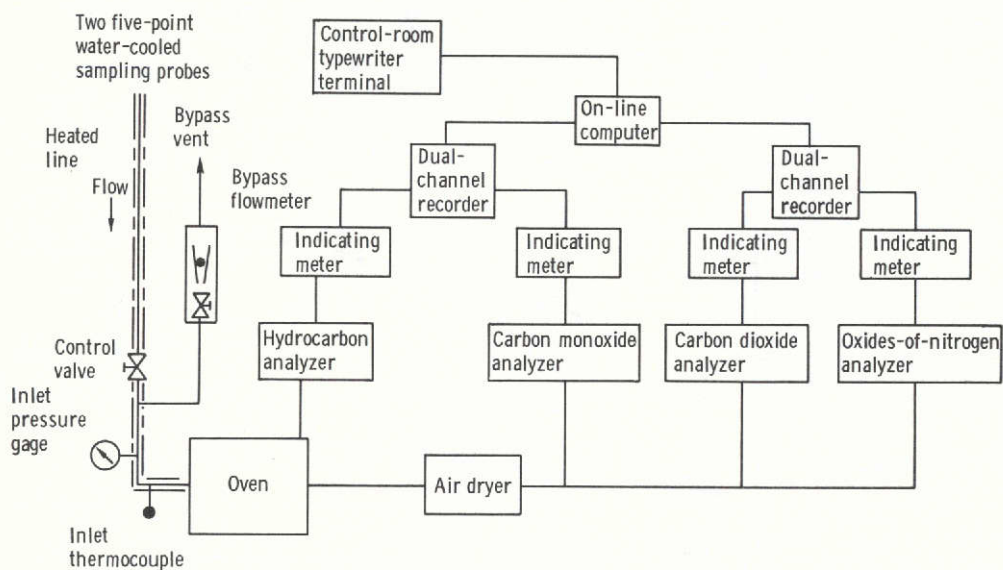 Two five-point
water-cooled
sampling probes
Control-room
typewriter
terminal
On-line
computer
Bypass
vent
Heated
line
Flow
Bypass
flowmeter
Dual-
channel
recorder
Dual-
channel
recorder
Indicating
meter
Indicating
meter
Indicating
meter
Indicating
meter
Hydrocarbon
analyzer
Carbon monoxide
analyzer
Carbon dioxide
analyzer
Oxides-of-nitrogen
analyzer
Control
valve
Inlet
pressure
gage
Oven
Air dryer
Inlet
thermocouple